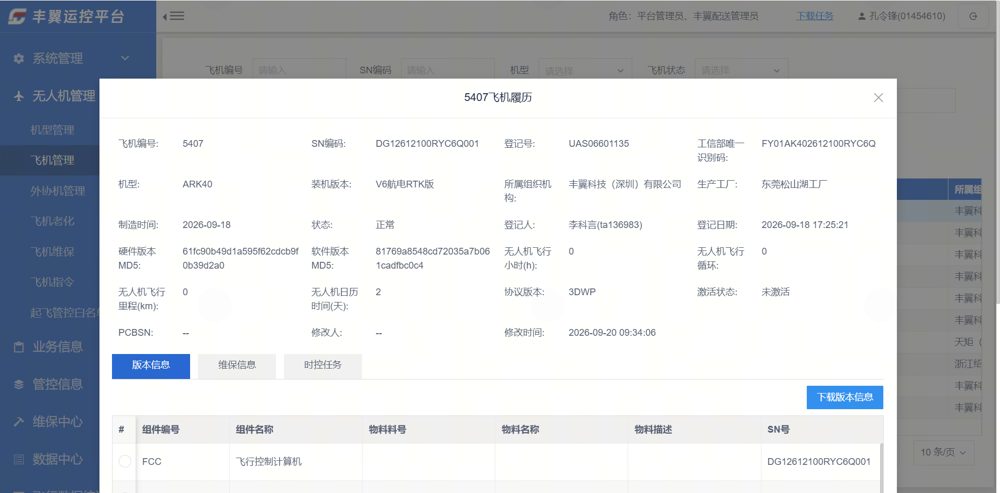 丰翼运控平台
角色：平台管理员、丰翼配送管理员
下载任务
孔令锋(01454610)
系统管理
无人机管理
机型管理
飞机管理
外协机管理
飞机老化
飞机维保
飞机指令
起飞管控白名单
业务信息
管控信息
维保中心
数据中心
飞机编号 请输入
SN编码 请输入
机型 请选择
飞机状态 请选择
5407飞机履历
飞机编号: 5407
SN编码: DG12612100RYC6Q001
登记号: UAS06601135
工信部唯一识别码: FY01AK402612100RYC6Q
机型: ARK40
装机版本: V6航电RTK版
所属组织机构: 丰翼科技（深圳）有限公司
生产工厂: 东莞松山湖工厂
制造时间: 2026-09-18
状态: 正常
登记人: 李科言(ta136983)
登记日期: 2026-09-18 17:25:21
硬件版本MD5: 61fc90b49d1a595f62cdcb9f0b39d2a0
软件版本MD5: 81769a8548cd72035a7b061cadfbc0c4
无人机飞行小时(h): 0
无人机飞行循环: 0
无人机飞行里程(km): 0
无人机日历时间(天): 2
协议版本: 3DWP
激活状态: 未激活
PCBSN: --
修改人: --
修改时间: 2026-09-20 09:34:06
版本信息
维保信息
时控任务
下载版本信息
# 组件编号 组件名称 物料料号 物料名称 物料描述 SN号
FCC 飞行控制计算机 DG12612100RYC6Q001
所属组
丰翼科
丰翼科
丰翼科
丰翼科
丰翼科
丰翼科
天矩（
浙江绍
丰翼科
丰翼科
10 条/页